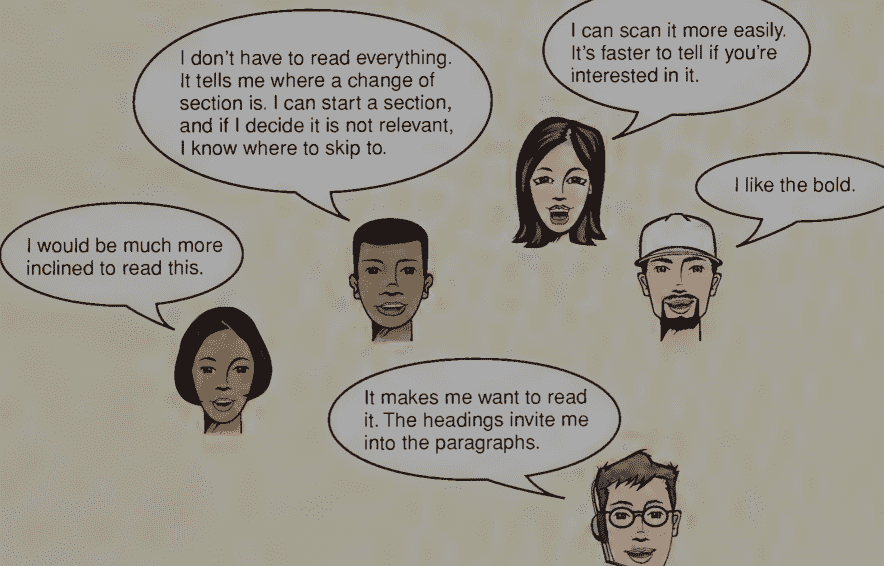 I don't have to read everything.
It tells me where a change of
section is. I can start a section,
and if I decide it is not relevant,
I know where to skip to.
I can scan it more easily.
It's faster to tell if you're
interested in it.
I like the bold.
I would be much more
inclined to read this.
It makes me want to read
it. The headings invite me
into the paragraphs.